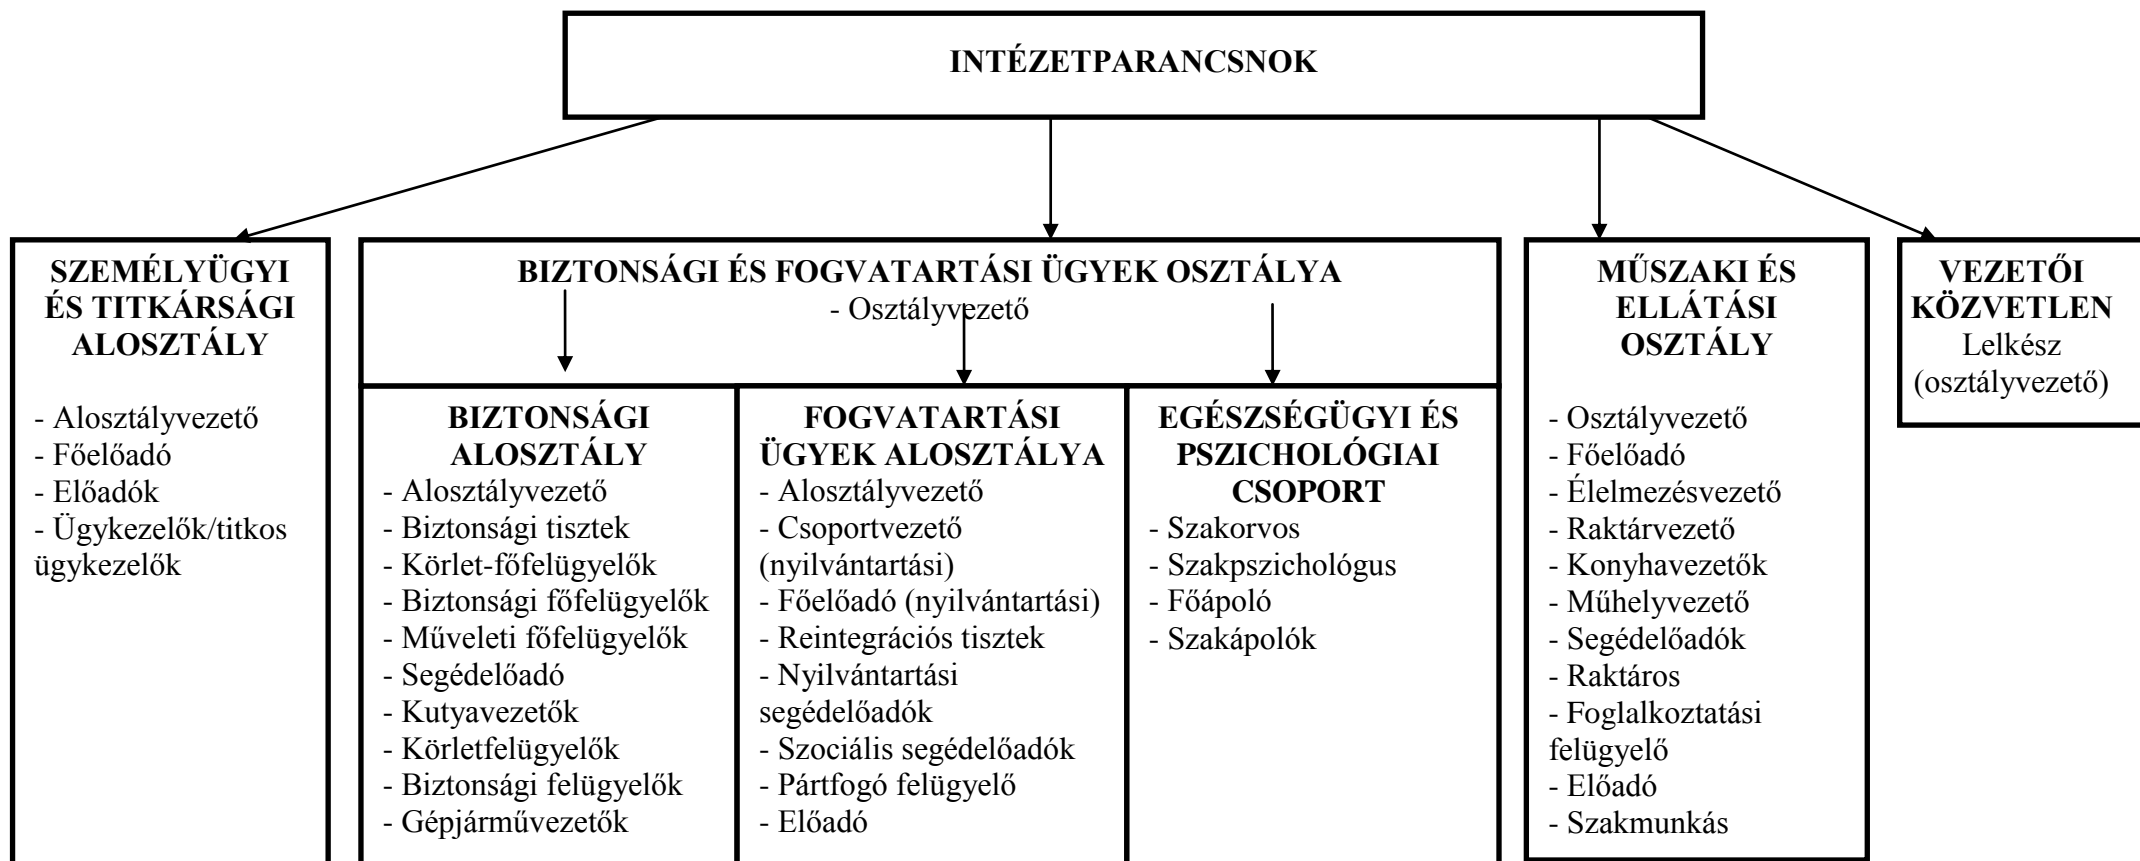 INTÉZETPARANCSNOK
SZEMÉLYÜGYI
ÉS TITKÁRSÁGI
ALOSZTÁLY
- Alosztályvezető
- Főelőadó
- Előadók
- Ügykezelők/titkos
ügykezelők
BIZTONSÁGI ÉS FOGVATARTÁSI ÜGYEK OSZTÁLYA
- Osztályvezető
BIZTONSÁGI
ALOSZTÁLY
- Alosztályvezető
- Biztonsági tisztek
- Körlet-főfelügyelők
- Biztonsági főfelügyelők
- Műveleti főfelügyelők
- Segédelőadó
- Kutyavezetők
- Körletfelügyelők
- Biztonsági felügyelők
- Gépjárművezetők
FOGVATARTÁSI
ÜGYEK ALOSZTÁLYA
- Alosztályvezető
- Csoportvezető
(nyilvántartási)
- Főelőadó (nyilvántartási)
- Reintegrációs tisztek
- Nyilvántartási
segédelőadók
- Szociális segédelőadók
- Pártfogó felügyelő
- Előadó
EGÉSZSÉGÜGYI ÉS
PSZICHOLÓGIAI
CSOPORT
- Szakorvos
- Szakpszichológus
- Főápoló
- Szakápolók
MŰSZAKI ÉS
ELLÁTÁSI
OSZTÁLY
- Osztályvezető
- Főelőadó
- Élelmezésvezető
- Raktárvezető
- Konyhavezetők
- Műhelyvezető
- Segédelőadók
- Raktáros
- Foglalkoztatási
felügyelő
- Előadó
- Szakmunkás
VEZETŐI
KÖZVETLEN
Lelkész
(osztályvezető)